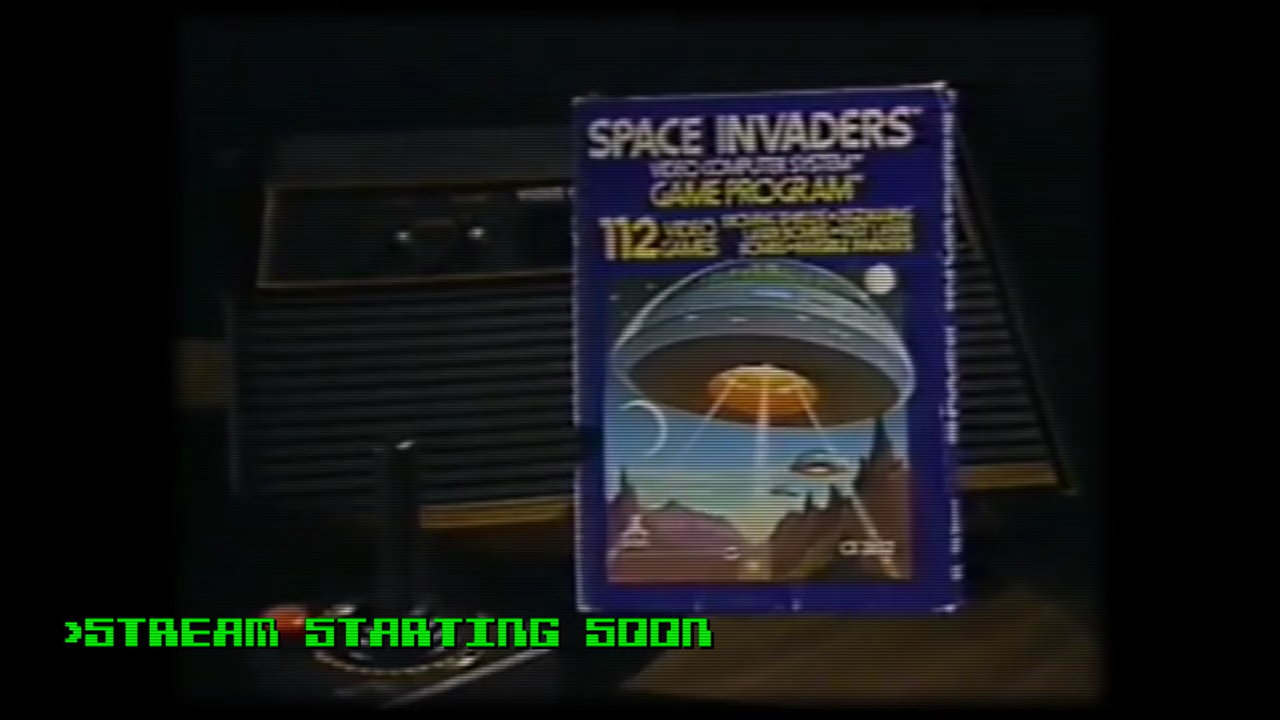 SPACE INVADERS™
VIDEO COMPUTER SYSTEM™
GAME PROGRAM™
112 VIDEO
GAMES
>STREAM STARTING SOON